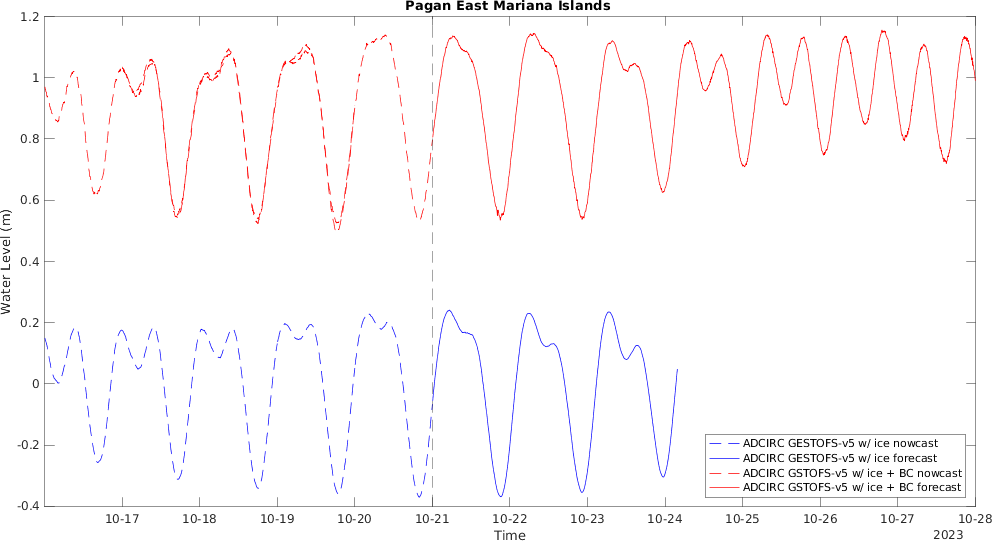 Pagan East Mariana Islands
1.2
1
0.8
0.6
0.4
0.2
0
-0.2
-0.4
Water Level (m)
ADCIRC GESTOFS-v5 w/ ice nowcast
ADCIRC GESTOFS-v5 w/ ice forecast
ADCIRC GSTOFS-v5 w/ ice + BC nowcast
ADCIRC GSTOFS-v5 w/ ice + BC forecast
10-17 10-18 10-19 10-20 10-21 10-22 10-23 10-24 10-25 10-26 10-27 10-28
Time
2023